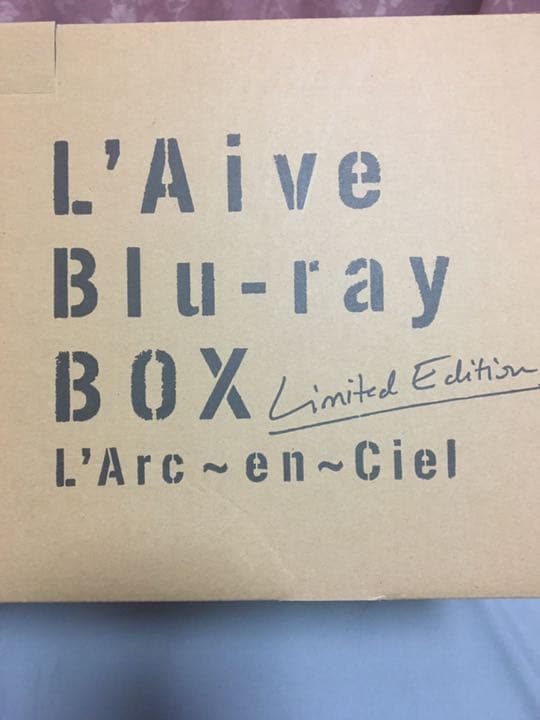 L'Aive
Blu-ray
BOX Limited Edition
L'Arc~en~Ciel